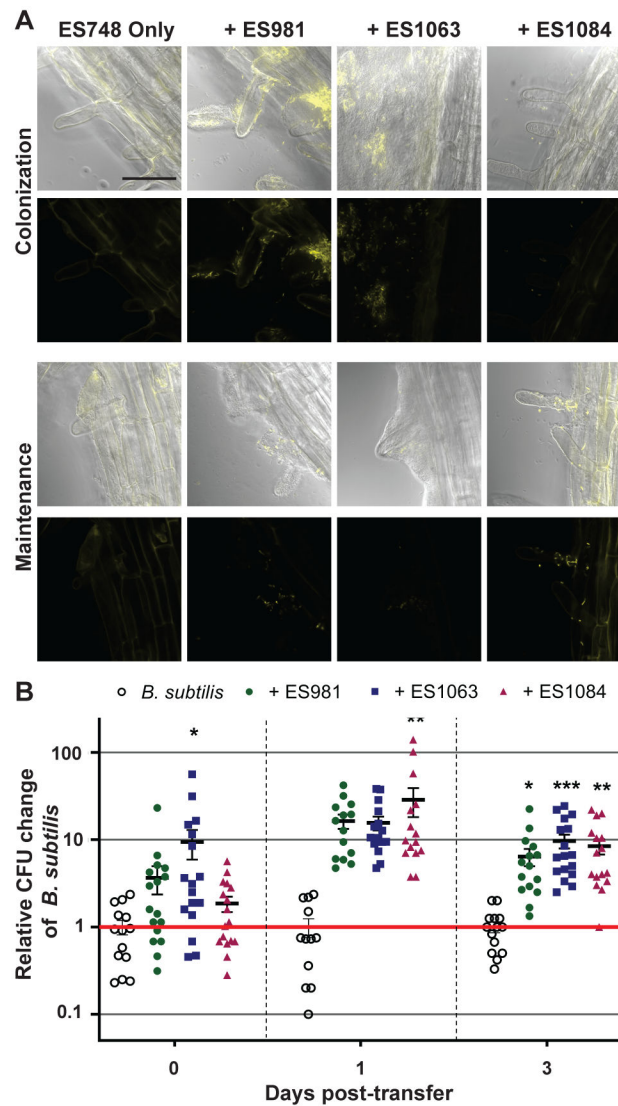 A
ES748 Only + ES981 + ES1063 + ES1084
Colonization
Maintenance
B
B. subtilis + ES981 + ES1063 + ES1084
Relative CFU change
of B. subtilis
100
10
1
0.1
*
**
* *** **
0 1 3
Days post-transfer